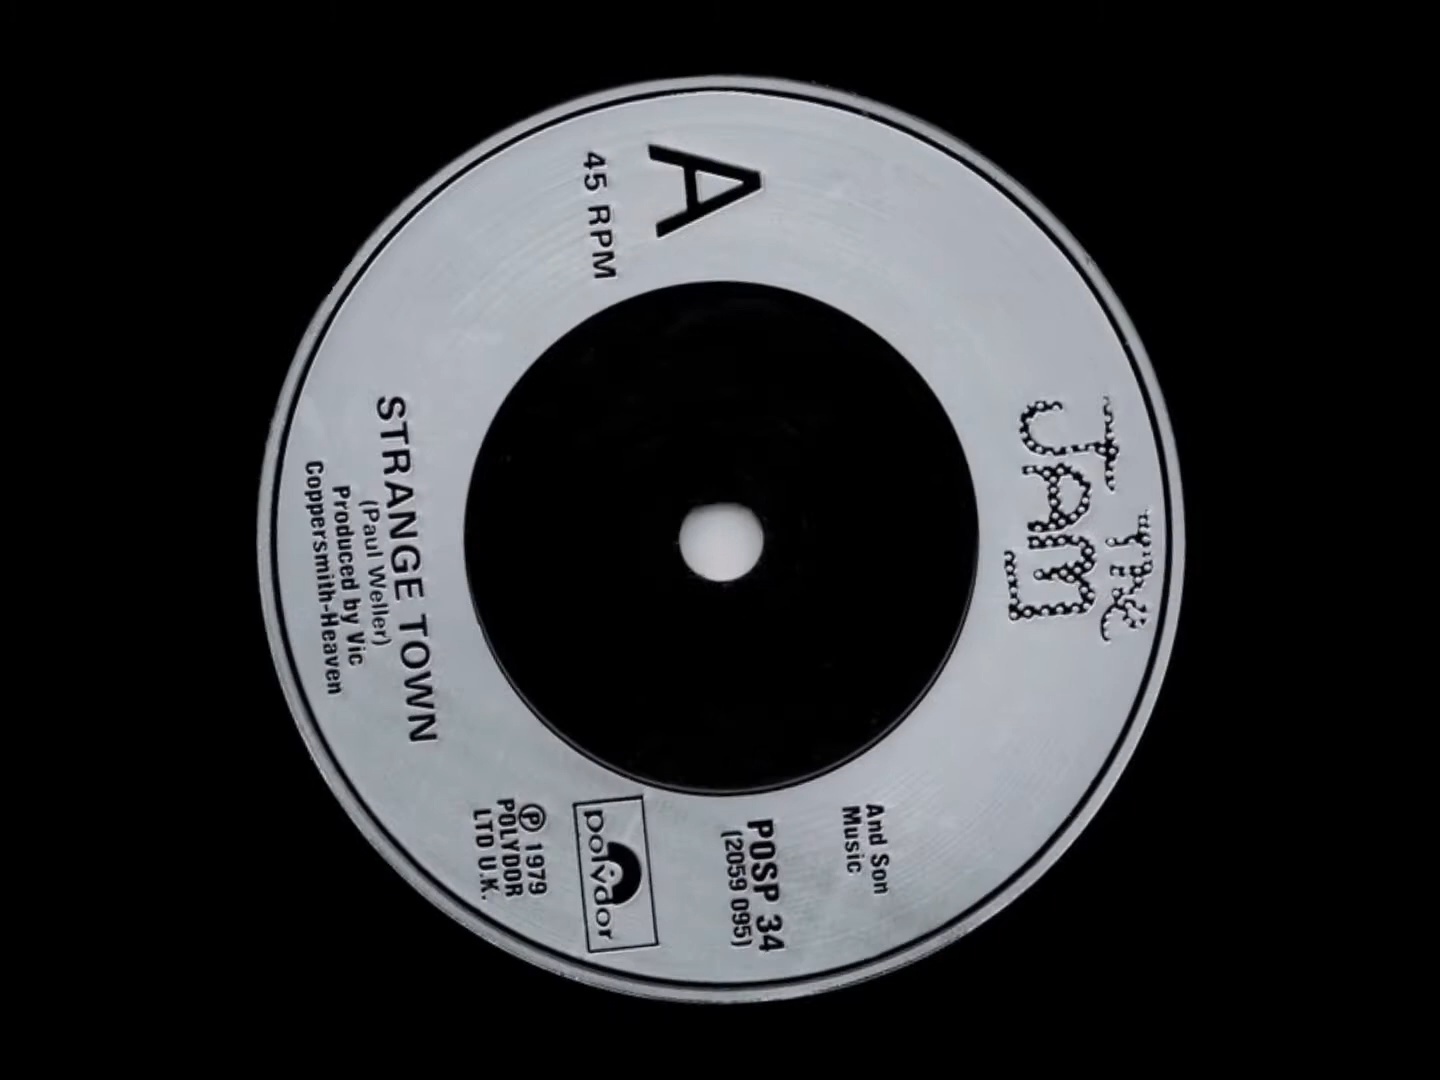 The
JAM
A
45 RPM
And Son
Music
POSP 34
(2059 095)
polydor
℗ 1979
POLYDOR
LTD U.K.
STRANGE TOWN
(Paul Weller)
Produced by Vic
Coppersmith-Heaven